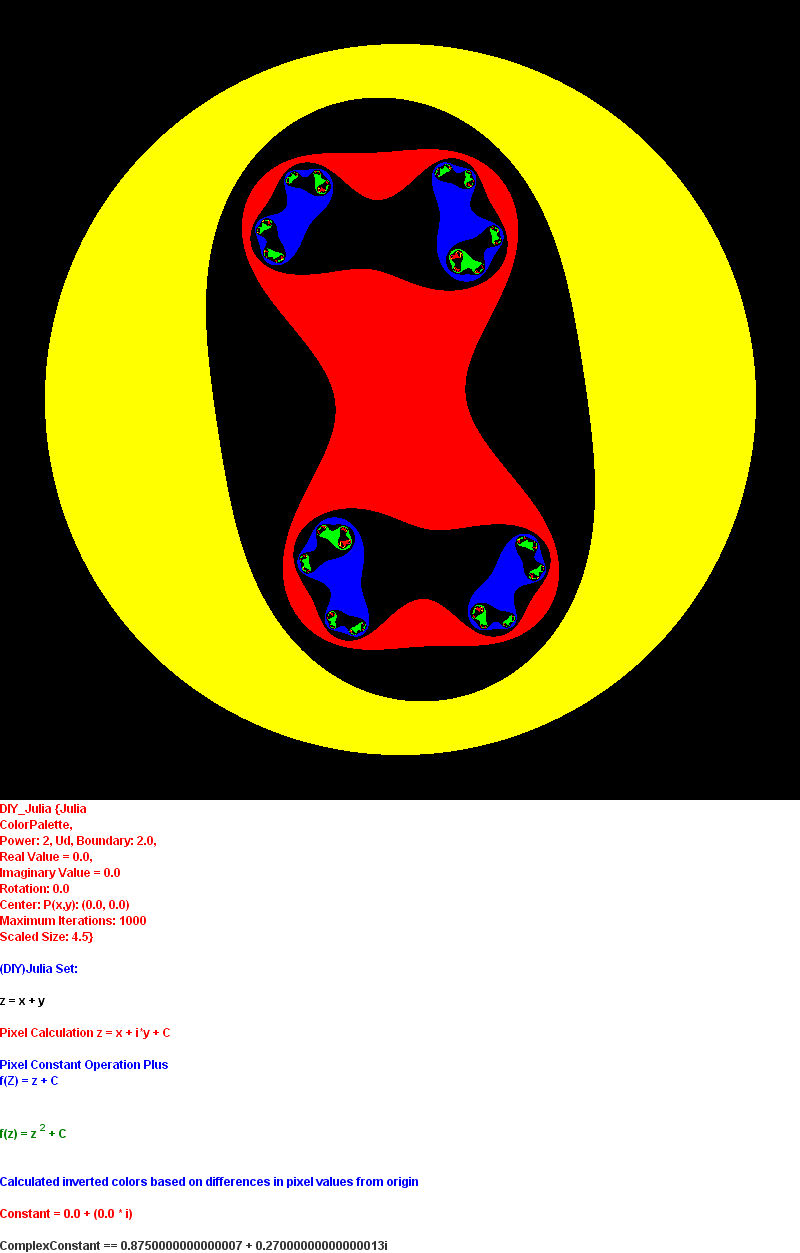 DIY_Julia {Julia
ColorPalette,
Power: 2, Ud, Boundary: 2.0,
Real Value = 0.0,
Imaginary Value = 0.0
Rotation: 0.0
Center: P(x,y): (0.0, 0.0)
Maximum Iterations: 1000
Scaled Size: 4.5}
(DIY)Julia Set:
z = x + y
Pixel Calculation z = x + i*y + C
Pixel Constant Operation Plus
f(Z) = z + C
f(z) = z 2 + C
Calculated inverted colors based on differences in pixel values from origin
Constant = 0.0 + (0.0 * i)
ComplexConstant == 0.8750000000000007 + 0.27000000000000013i